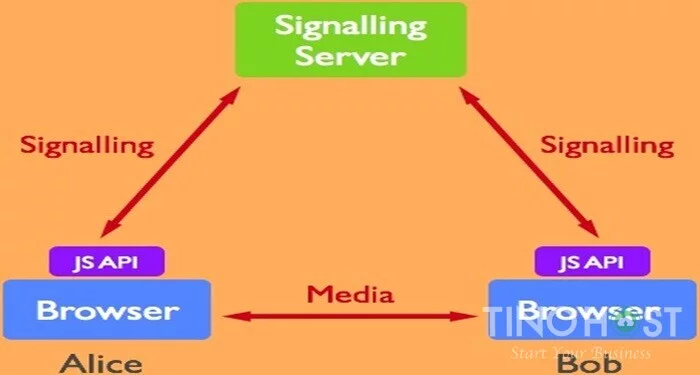 Signalling
Server
Signalling
Signalling
JS API
JS API
Browser
Media
Browser
TINOHOST
Start Your Business
Alice
Bob